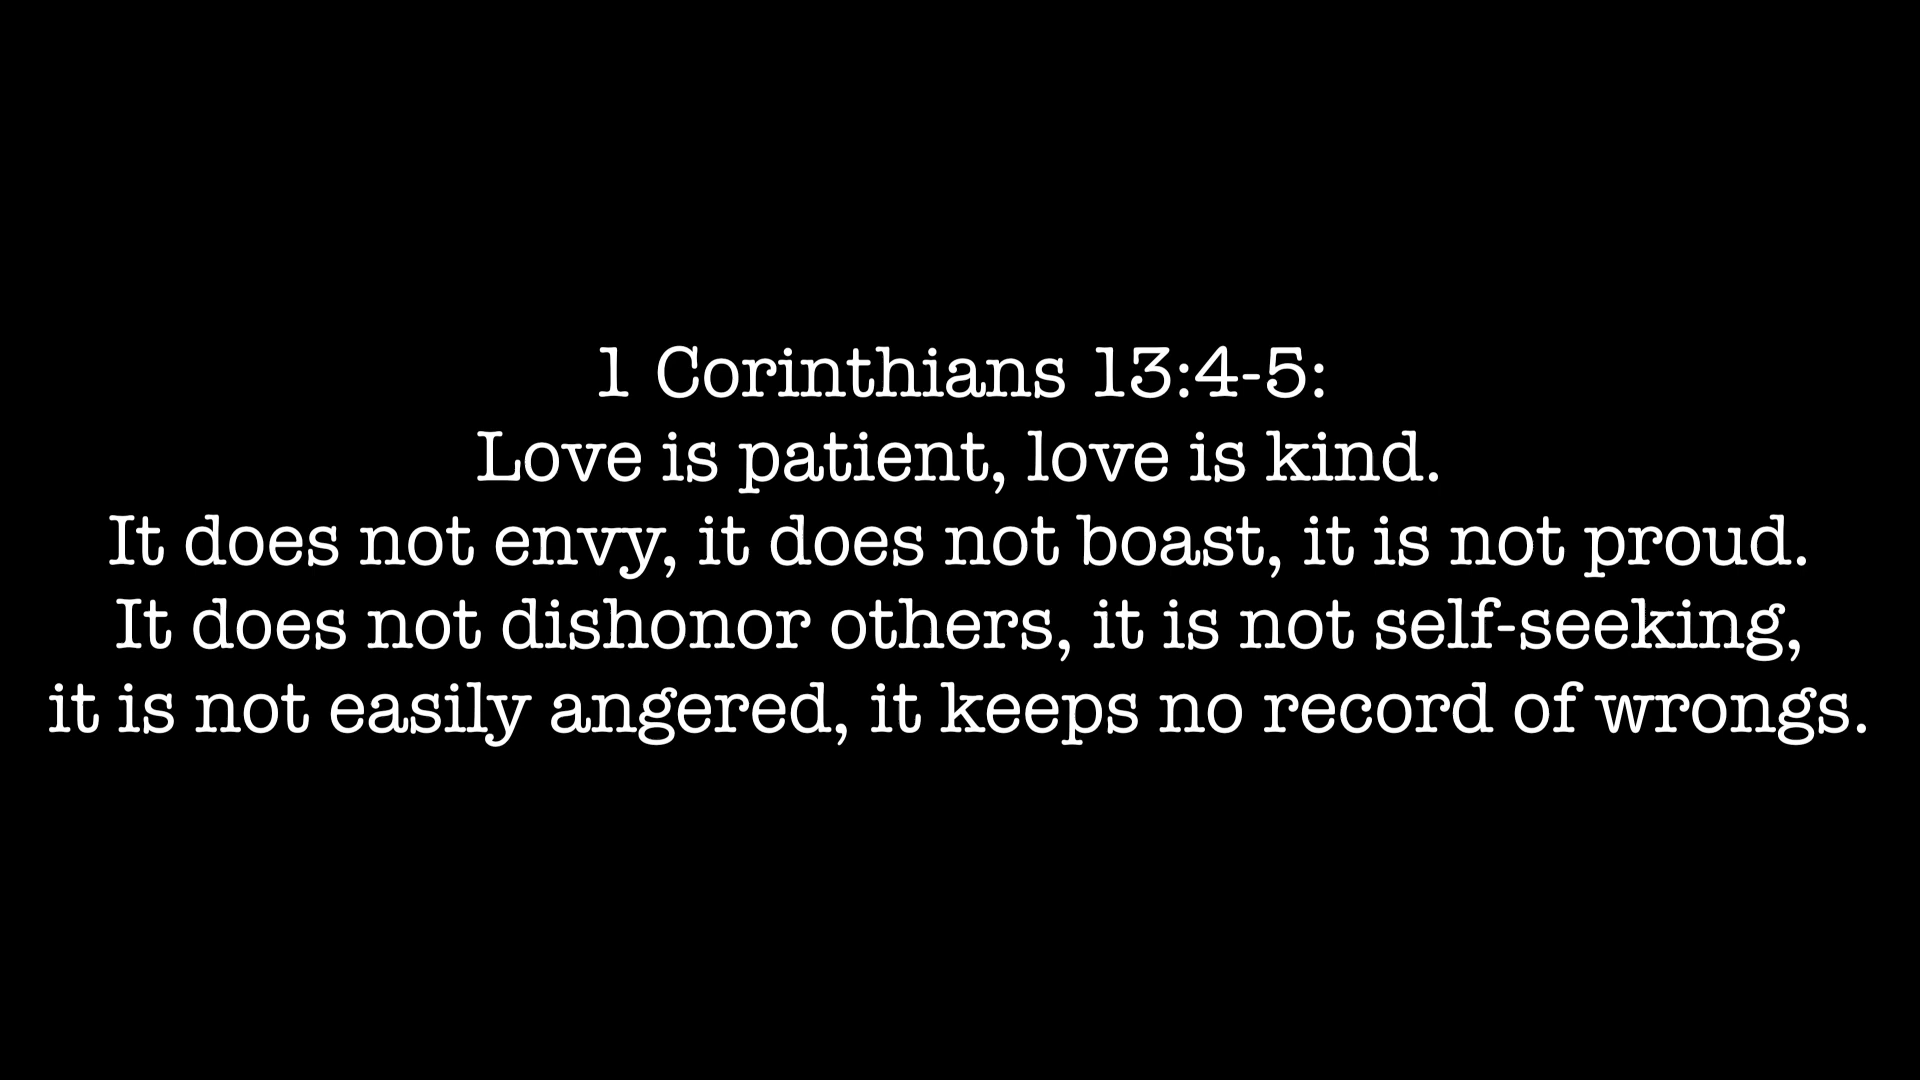 1 Corinthians 13:4-5:
Love is patient, love is kind.
It does not envy, it does not boast, it is not proud.
It does not dishonor others, it is not self-seeking,
it is not easily angered, it keeps no record of wrongs.